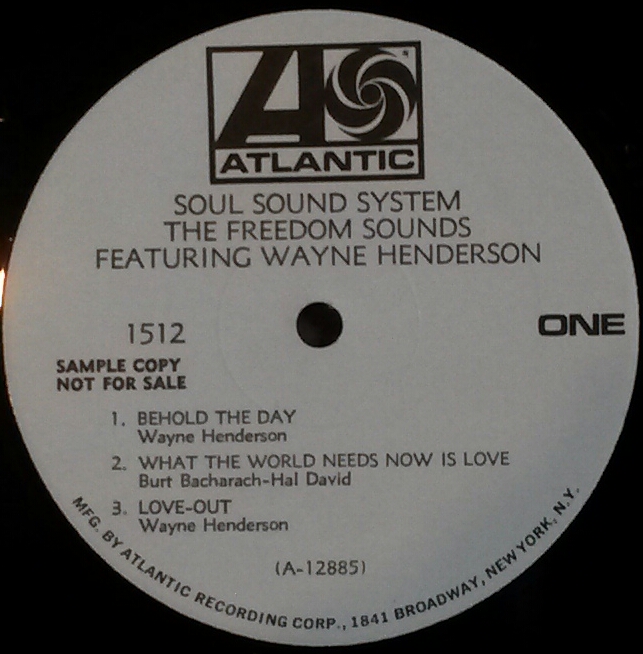 ATLANTIC
SOUL SOUND SYSTEM
THE FREEDOM SOUNDS
FEATURING WAYNE HENDERSON
1512
ONE
SAMPLE COPY
NOT FOR SALE
1. BEHOLD THE DAY
Wayne Henderson
2. WHAT THE WORLD NEEDS NOW IS LOVE
Burt Bacharach-Hal David
3. LOVE-OUT
Wayne Henderson
(A-12885)
MFG. BY ATLANTIC RECORDING CORP., 1841 BROADWAY, NEW YORK, N.Y.